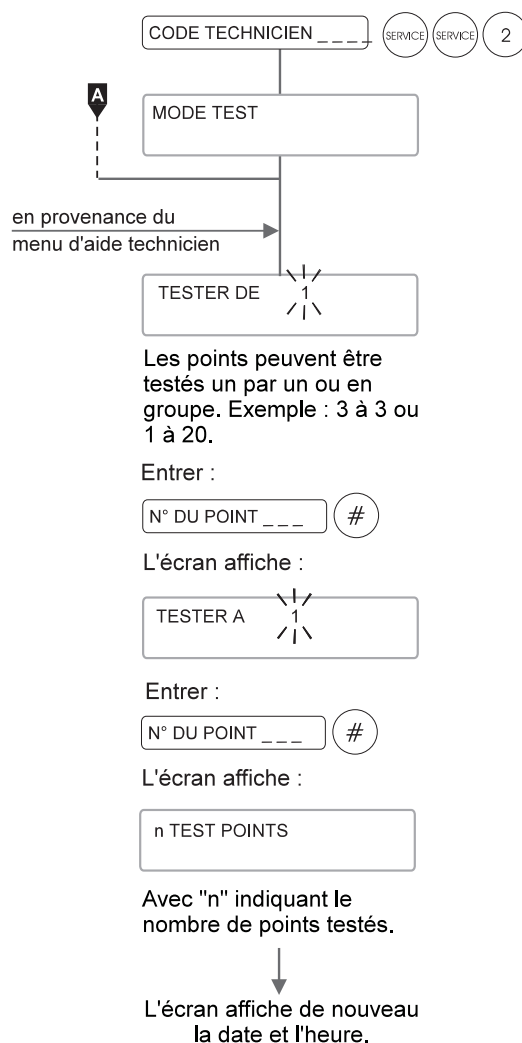 CODE TECHNICIEN _ _ _ _ SERVICE SERVICE 2
A
MODE TEST
en provenance du
menu d'aide technicien
TESTER DE 1
Les points peuvent être
testés un par un ou en
groupe. Exemple : 3 à 3 ou
1 à 20.
Entrer :
N° DU POINT _ _ _ #
L'écran affiche :
TESTER A 1
Entrer :
N° DU POINT _ _ _ #
L'écran affiche :
n TEST POINTS
Avec "n" indiquant le
nombre de points testés.
L'écran affiche de nouveau
la date et l'heure.